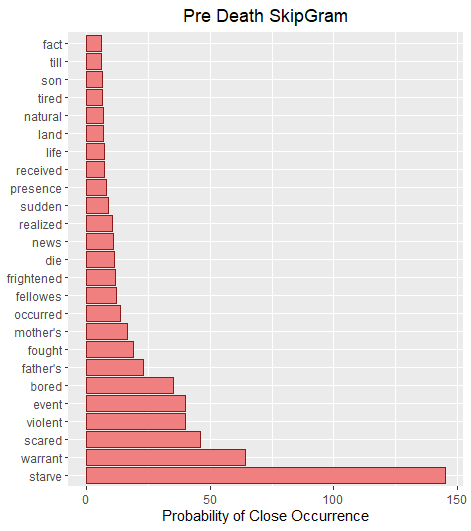 Pre Death SkipGram
fact
till
son
tired
natural
land
life
received
presence
sudden
realized
news
die
frightened
fellowes
occurred
mother's
fought
father's
bored
event
violent
scared
warrant
starve
0 50 100 150
Probability of Close Occurrence